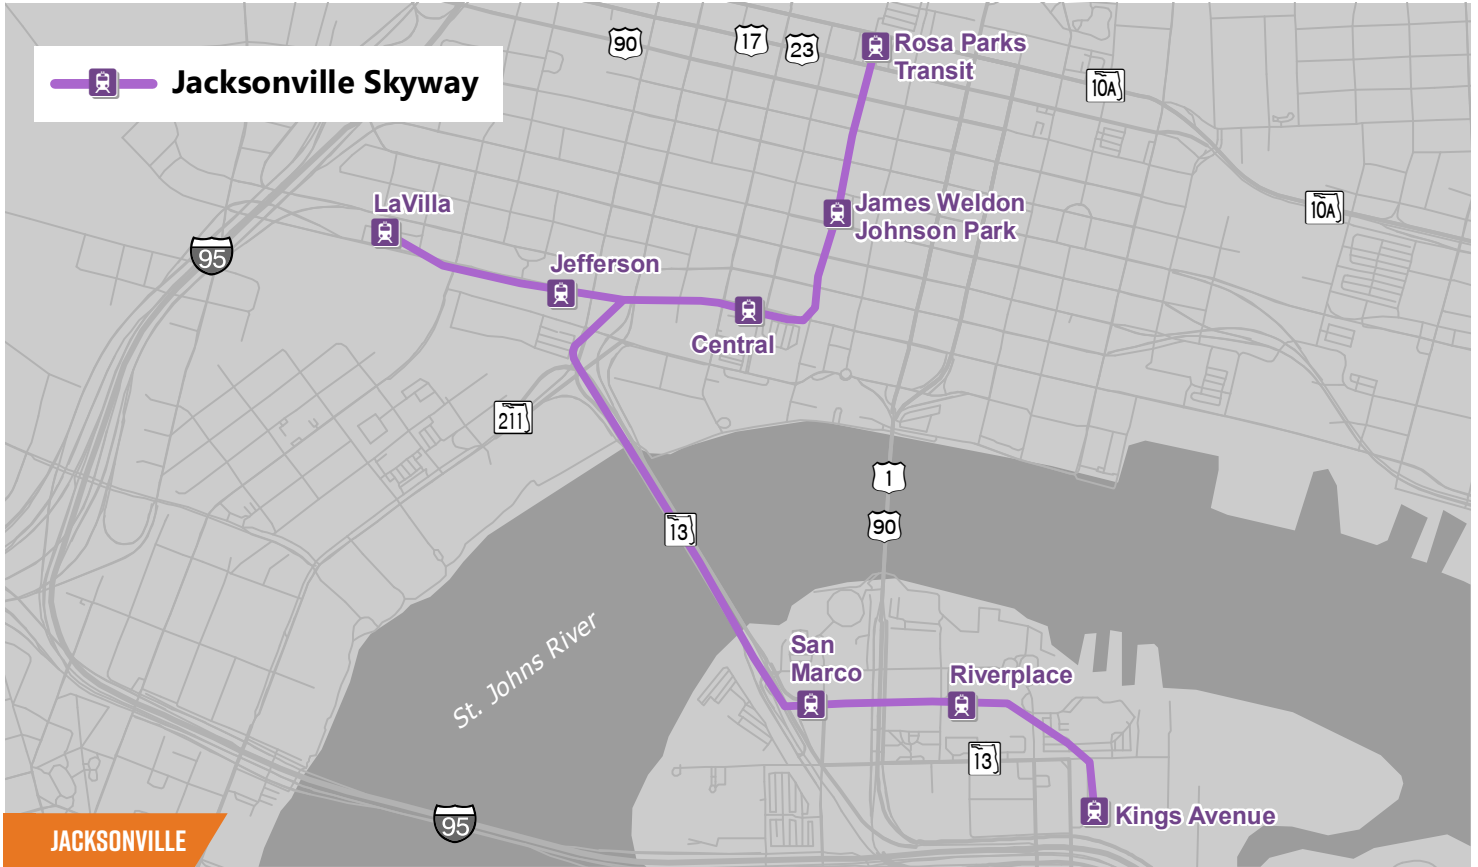 Jacksonville Skyway
90
17
23
Rosa Parks
Transit
10A
10A
LaVilla
James Weldon
Johnson Park
95
Jefferson
Central
211
1
90
13
St. Johns River
San
Marco
Riverplace
13
Kings Avenue
95
JACKSONVILLE